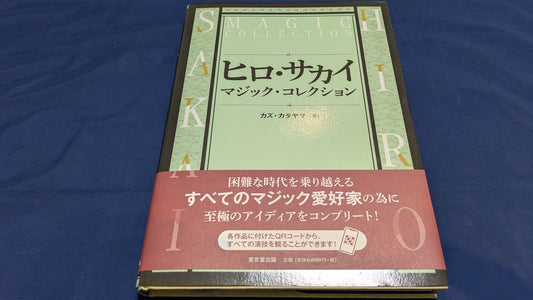 MAGIC
COLLECTION
SAKAI
HIRO
ヒロ・サカイ
マジック・コレクション
カズ・カタヤマ 著
困難な時代を乗り越える
すべてのマジック愛好家の為に
至極のアイディアをコンプリート!
各作品に付けたQRコードから、
すべての演技を観ることができます!
東京堂出版